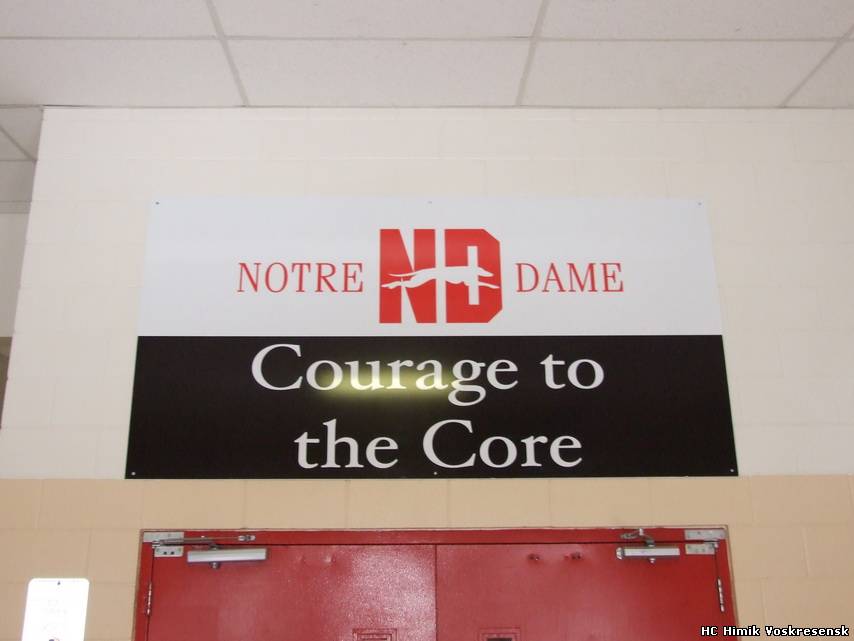 NOTRE ND DAME
Courage to
the Core
HC Himik Voskresensk